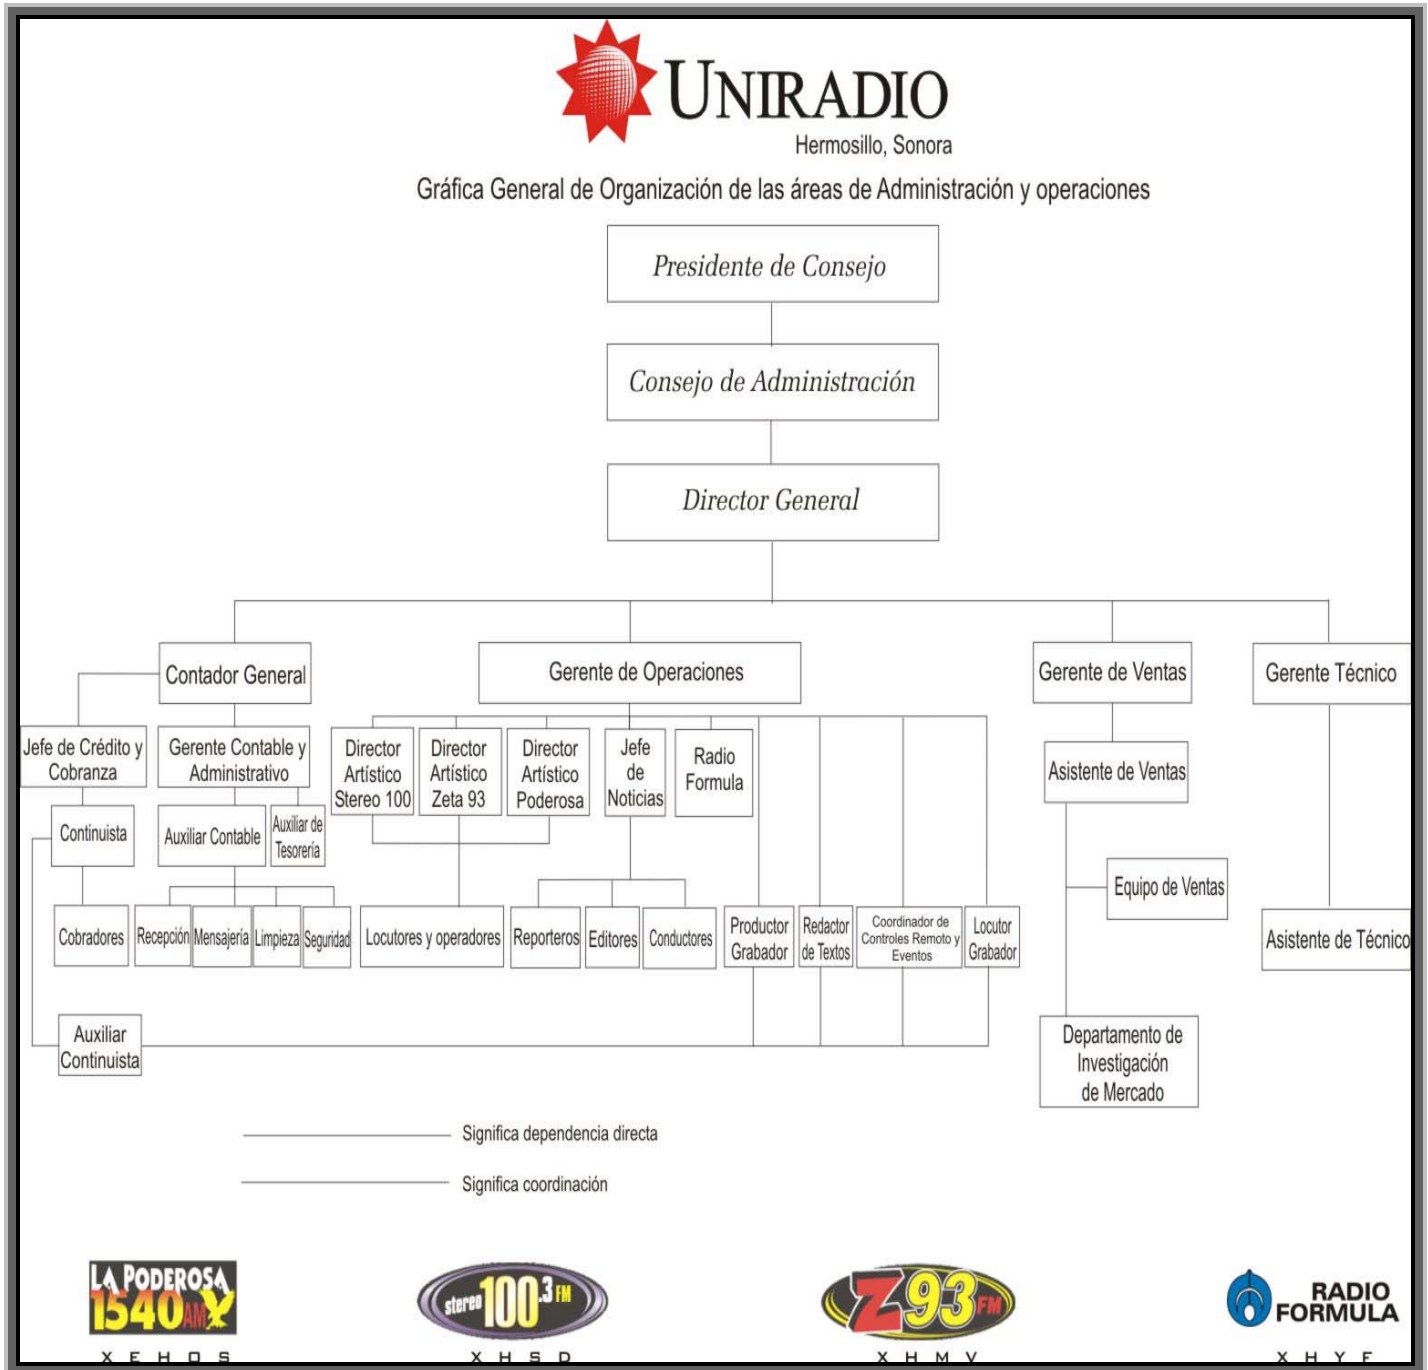 UNIRADIO
Hermosillo, Sonora
Gráfica General de Organización de las áreas de Administración y operaciones
Presidente de Consejo
Consejo de Administración
Director General
Contador General
Gerente de Operaciones
Gerente de Ventas
Gerente Técnico
Jefe de Crédito y
Cobranza
Gerente Contable y
Administrativo
Director
Artístico
Stereo 100
Director
Artístico
Zeta 93
Director
Artístico
Poderosa
Jefe
de
Noticias
Radio
Formula
Asistente de Ventas
Continuista
Auxiliar Contable
Auxiliar de
Tesorería
Equipo de Ventas
Cobradores
Recepción
Mensajería
Limpieza
Seguridad
Locutores y operadores
Reporteros
Editores
Conductores
Productor
Grabador
Redactor
de Textos
Coordinador de
Controles Remoto y
Eventos
Locutor
Grabador
Asistente de Técnico
Auxiliar
Continuista
Departamento de
Investigación
de Mercado
Significa dependencia directa
Significa coordinación
LA PODEROSA
1540 AM
XEHOS
stereo 100.3 FM
XHSD
Z93 FM
XHMV
RADIO
FORMULA
XHYF